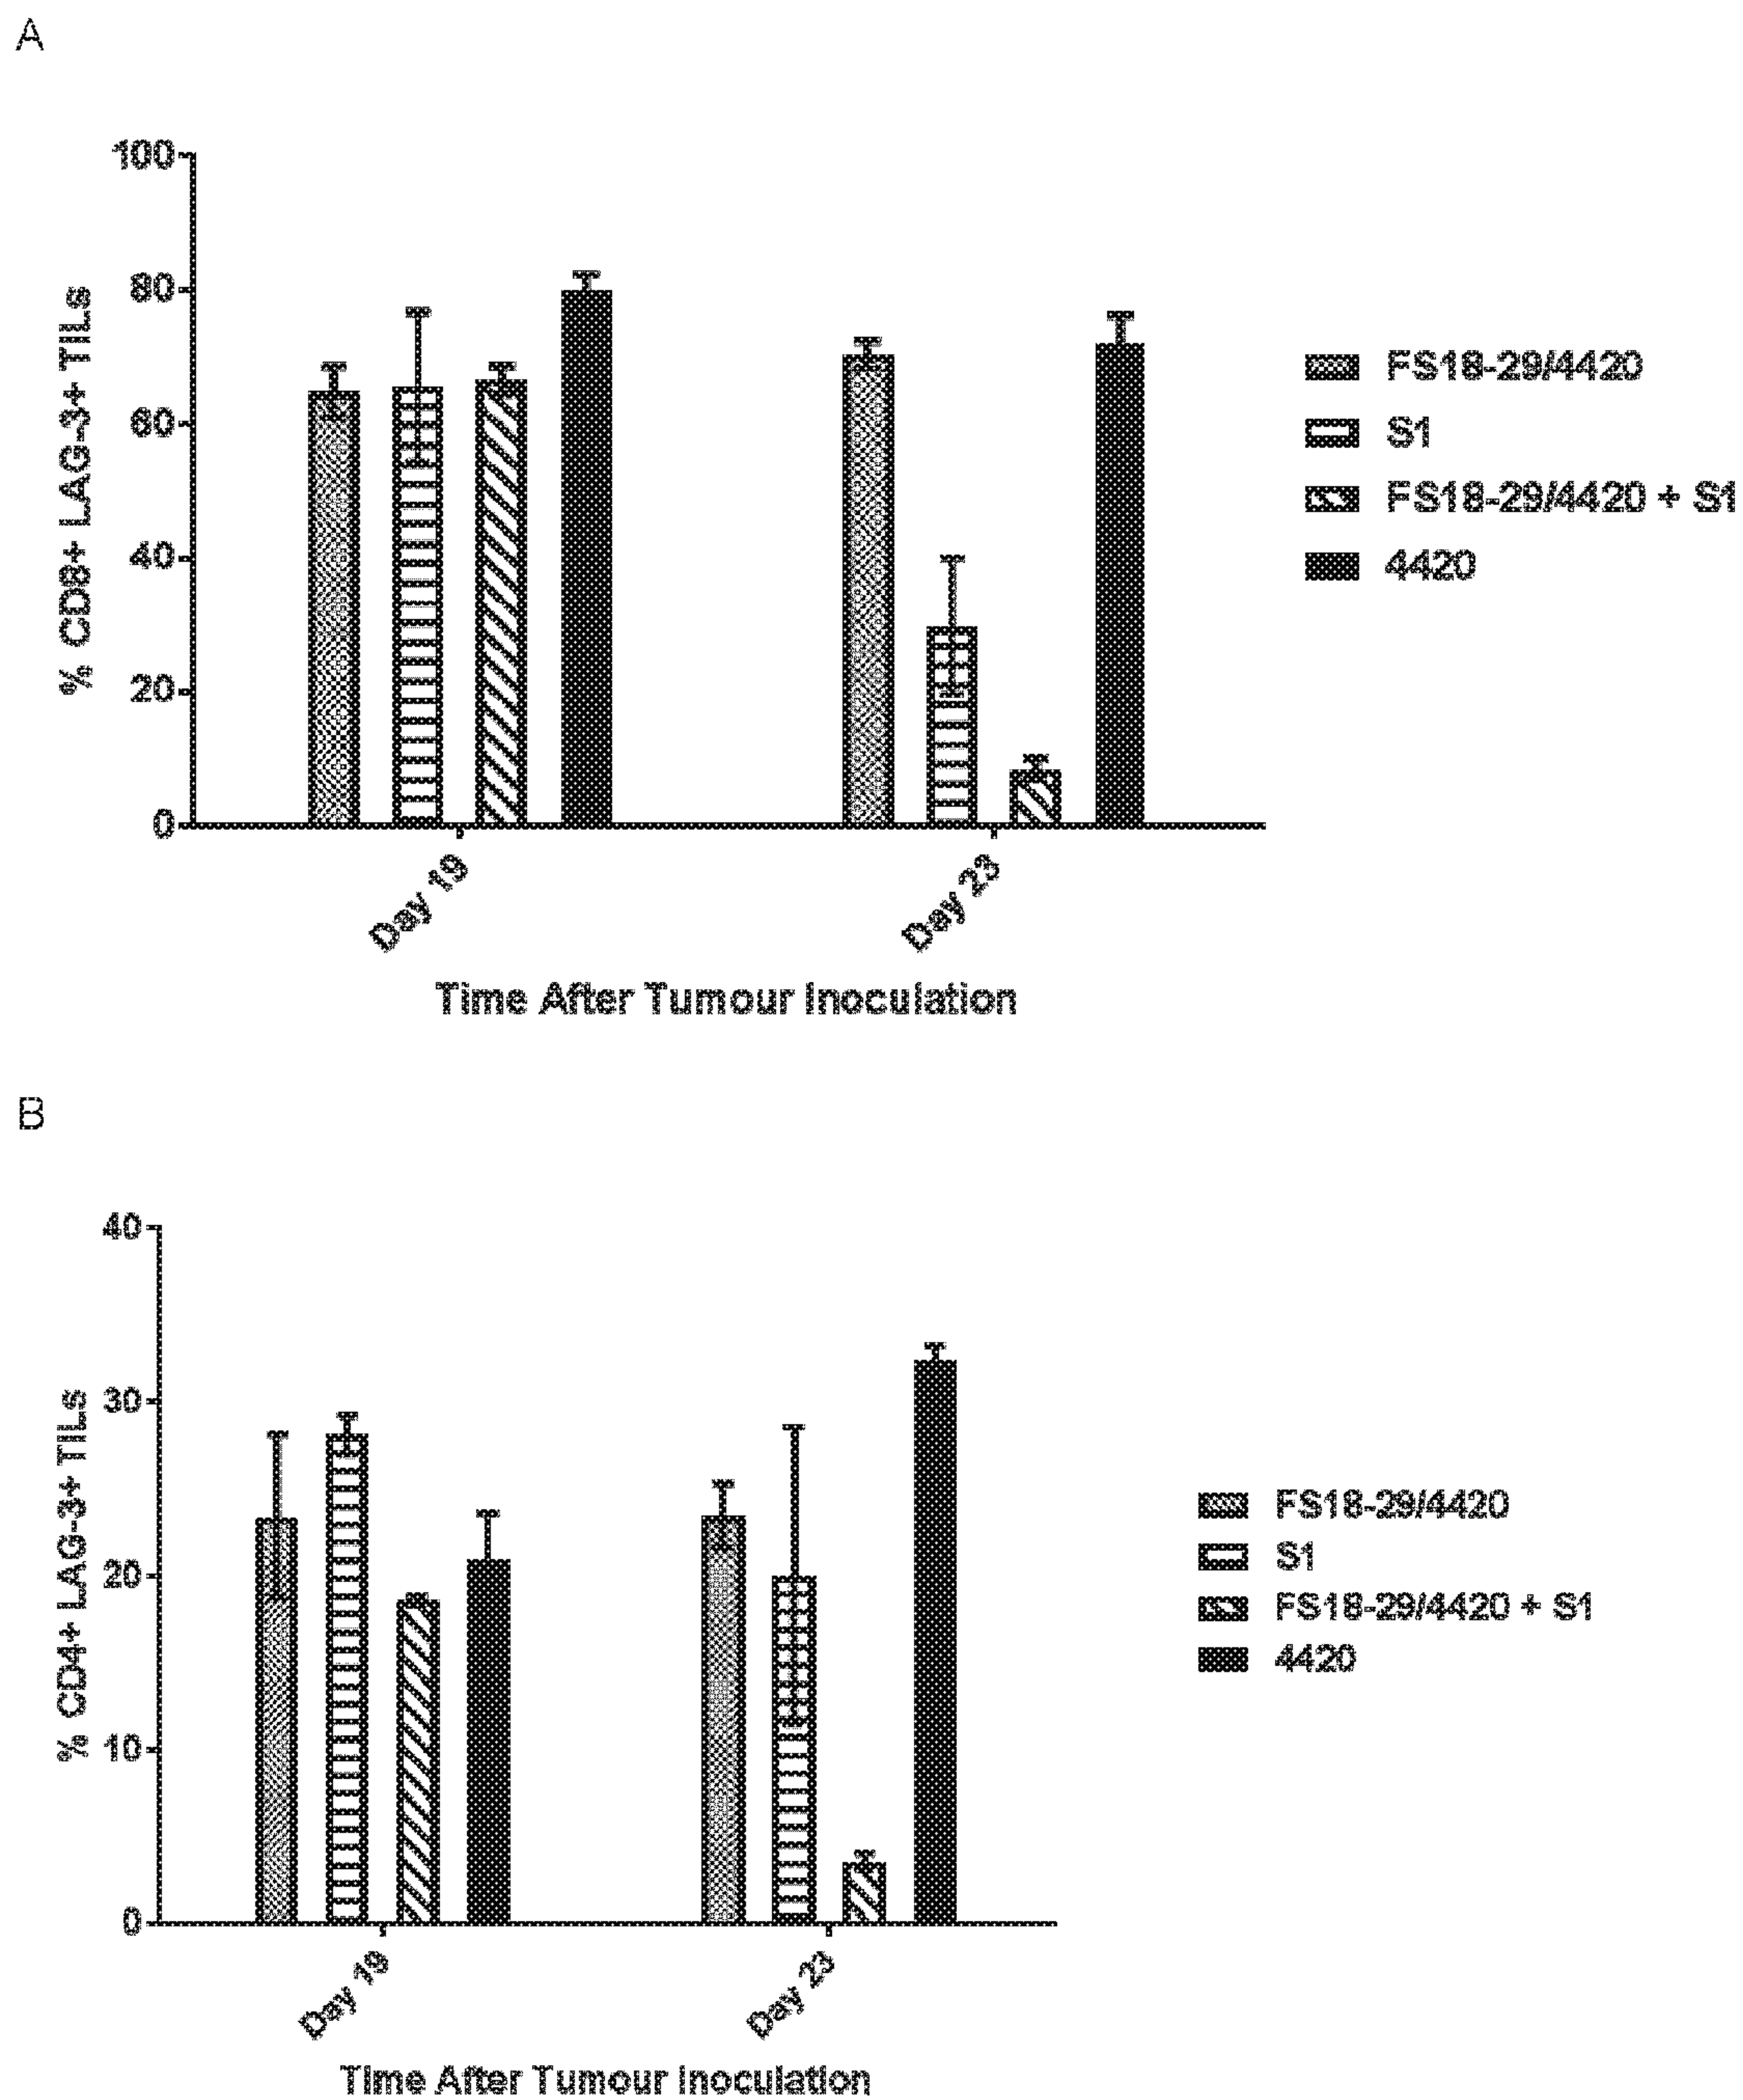 A
100
80
60
40
20
0
% CD8+ LAG-3+ TILs
Day 19
Day 23
Time After Tumour Inoculation
FS18-29/4420
S1
FS18-29/4420 + S1
4420
B
40
30
20
10
0
% CD4+ LAG-3+ TILs
Day 19
Day 23
Time After Tumour Inoculation
FS18-29/4420
S1
FS18-29/4420 + S1
4420